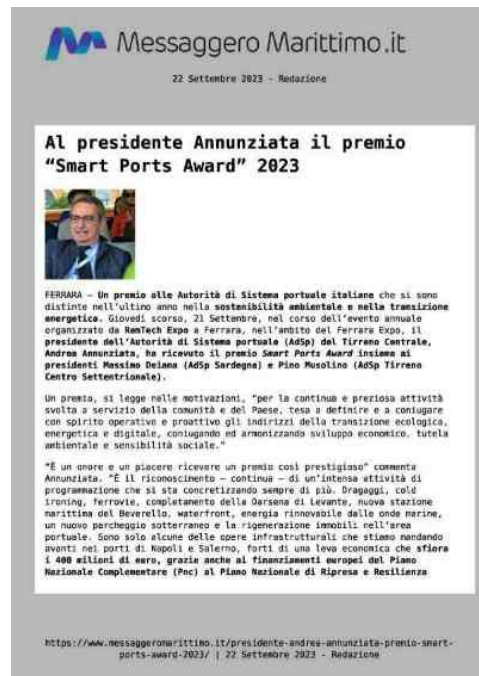 Messaggero Marittimo.it
22 Settembre 2023 - Redazione
Al presidente Annunziata il premio
“Smart Ports Award” 2023
FERRARA – Un premio alle Autorità di Sistema portuale italiane che si sono
distinte nell'ultimo anno nella sostenibilità ambientale e nella transizione
energetica. Giovedì scorso, 21 Settembre, nel corso dell'evento annuale
organizzato da RemTech Expo a Ferrara, nell'ambito del Ferrara Expo, il
presidente dell'Autorità di Sistema portuale (AdSp) del Tirreno Centrale,
Andrea Annunziata, ha ricevuto il premio Smart Ports Award insieme ai
presidenti Massimo Deiana (AdSp Sardegna) e Pino Musolino (AdSp Tirreno
Centro Settentrionale).
Un premio, si legge nelle motivazioni, “per la continua e preziosa attività
svolta a servizio della comunità e del Paese, tesa a definire e a coniugare
con spirito operativo e proattivo gli indirizzi della transizione ecologica,
energetica e digitale, coniugando ed armonizzando sviluppo economico, tutela
ambientale e sensibilità sociale.”
“È un onore e un piacere ricevere un premio così prestigioso” commenta
Annunziata. “È il riconoscimento – continua – di un'intensa attività di
programmazione che si sta concretizzando sempre di più. Dragaggi, cold
ironing, ferrovie, completamento della Darsena di Levante, nuova stazione
marittima del Beverello, waterfront, energia rinnovabile dalle onde marine,
un nuovo parcheggio sotterraneo e la rigenerazione immobili nell'area
portuale. Sono solo alcune delle opere infrastrutturali che stiamo mandando
avanti nei porti di Napoli e Salerno, forti di una leva economica che sfiora
i 400 milioni di euro, grazie anche ai finanziamenti europei del Piano
Nazionale Complementare (Pnc) al Piano Nazionale di Ripresa e Resilienza
https://www.messaggeromarittimo.it/presidente-andrea-annunziata-premio-smart-
ports-award-2023/ | 22 Settembre 2023 - Redazione